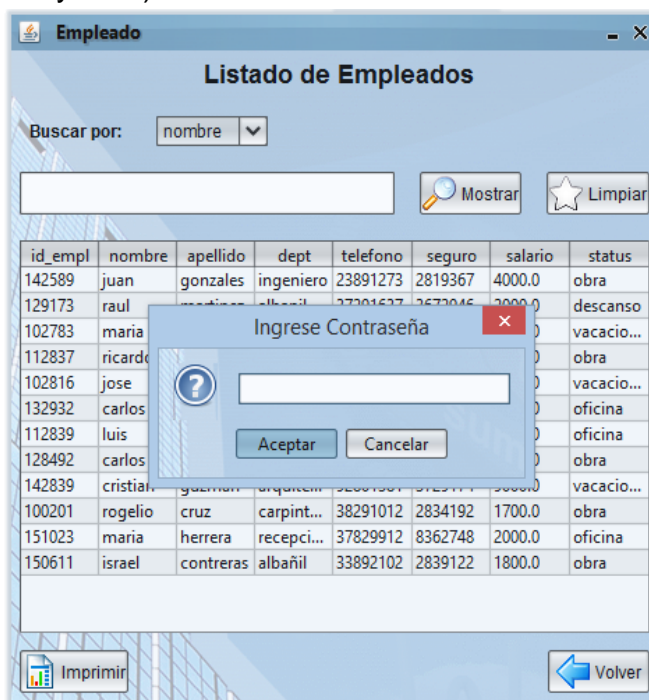 Empleado
Listado de Empleados
Buscar por: nombre
Mostrar Limpiar
id_empl nombre apellido dept telefono seguro salario status
142589 juan gonzales ingeniero 23891273 2819367 4000.0 obra
129173 raul descanso
Ingrese Contraseña
102783 maria vacacio...
112837 obra
102816 jose vacacio...
132932 carlos oficina
112839 luis oficina
Aceptar Cancelar
128492 carlos obra
142839 cristian vacacio...
100201 rogelio cruz carpint... 38291012 2834192 1700.0 obra
151023 maria herrera recepci... 37829912 8362748 2000.0 oficina
150611 israel contreras albañil 33892102 2839122 1800.0 obra
Imprimir Volver